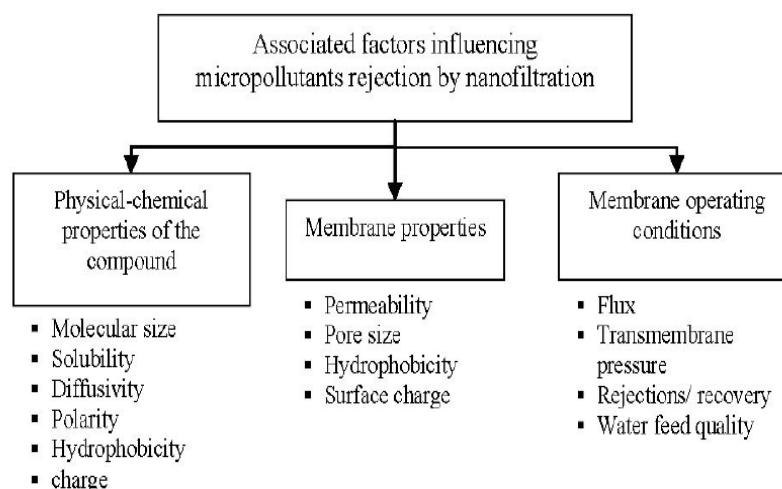 Associated factors influencing
micropollutants rejection by nanofiltration
Physical-chemical
properties of the
compound
▪ Molecular size
▪ Solubility
▪ Diffusivity
▪ Polarity
▪ Hydrophobicity
▪ charge
Membrane properties
▪ Permeability
▪ Pore size
▪ Hydrophobicity
▪ Surface charge
Membrane operating
conditions
▪ Flux
▪ Transmembrane
pressure
▪ Rejections/ recovery
▪ Water feed quality